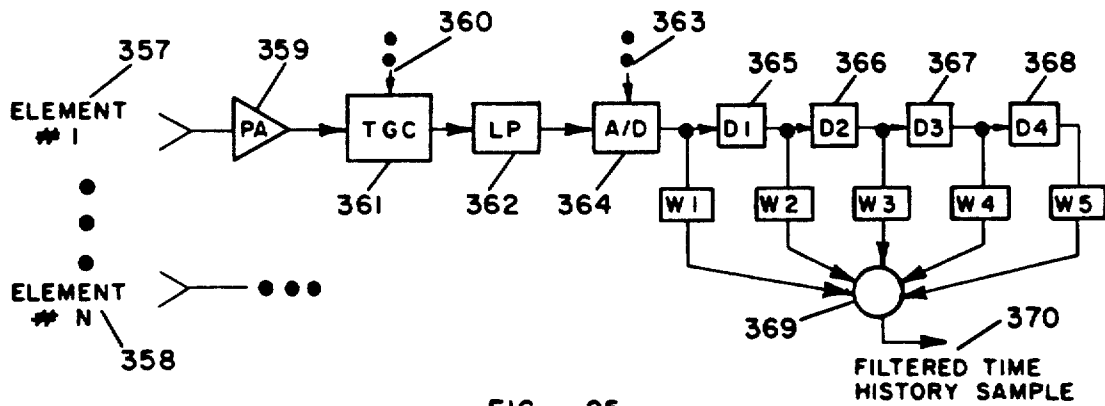 357
359
360
363
365
366
367
368
ELEMENT
# 1
PA
TGC
LP
A/D
D1
D2
D3
D4
361
362
364
W1
W2
W3
W4
W5
ELEMENT
# N
358
369
370
FILTERED TIME
HISTORY SAMPLE